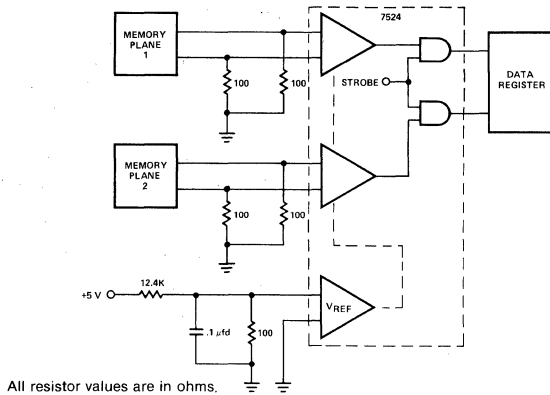 7524
MEMORY
PLANE
1
100
100
STROBE
DATA
REGISTER
MEMORY
PLANE
2
100
100
+5 V
12.4K
.1 µfd
100
VREF
All resistor values are in ohms.